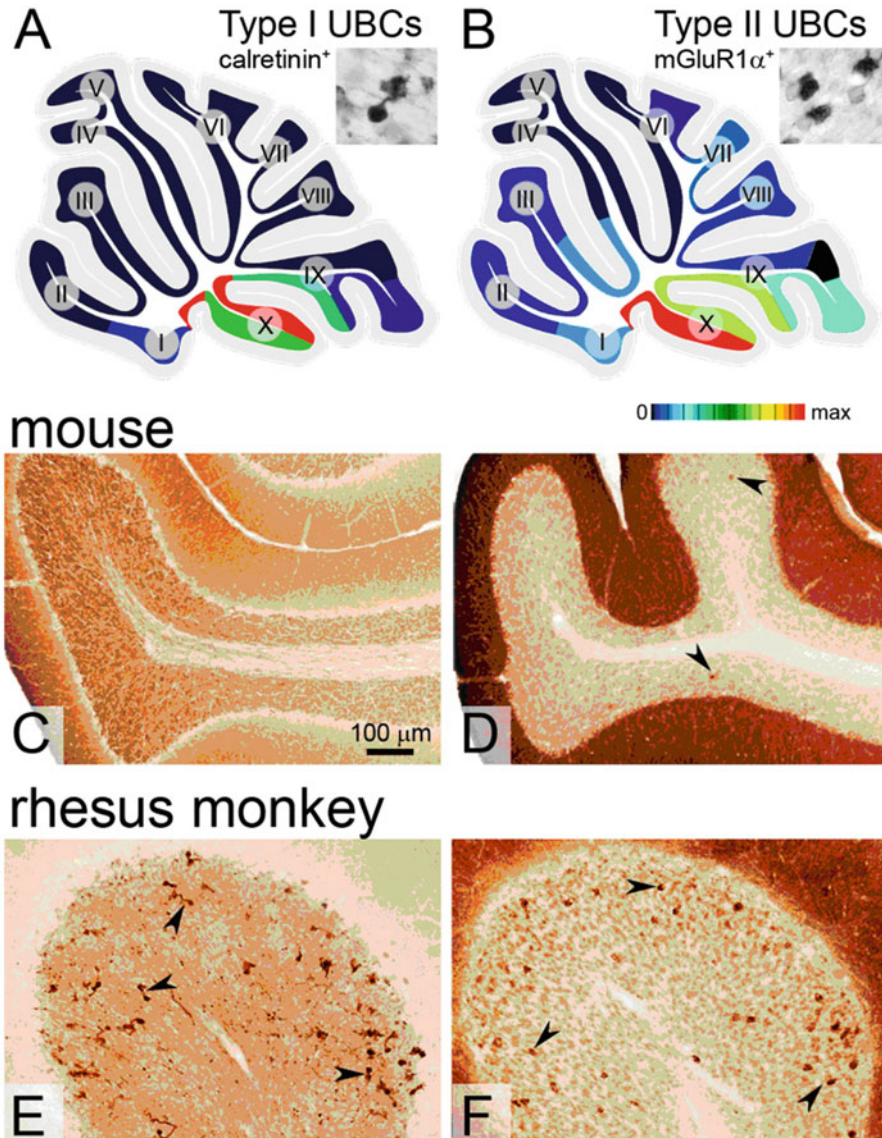 A
Type I UBCs
calretinin⁺
B
Type II UBCs
mGluR1α⁺
V
IV
III
II
I
VI
VII
VIII
IX
X
V
IV
III
II
I
VI
VII
VIII
IX
X
0 max
mouse
C
100 μm
D
rhesus monkey
E
F